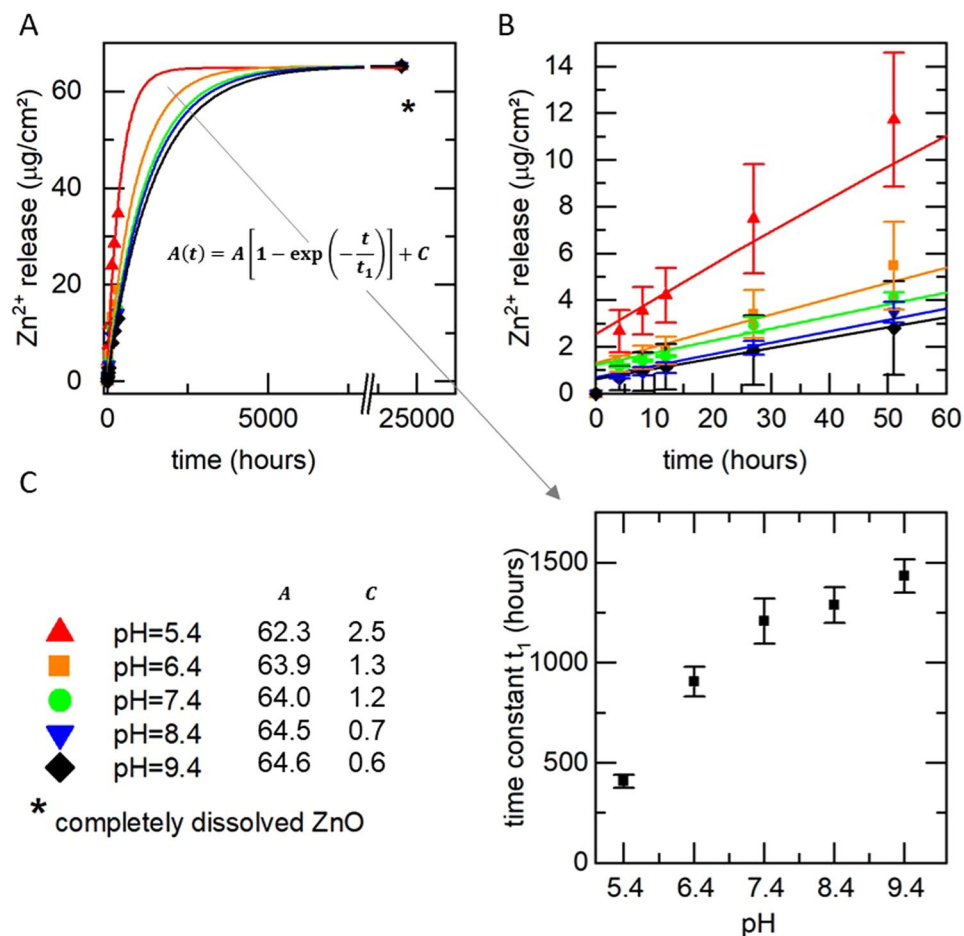 A
Zn²⁺ release (μg/cm²)
60
40
20
0
0 5000 25000
time (hours)
*
A(t) = A [1 − exp (−t/t₁)] + C
B
Zn²⁺ release (μg/cm²)
14
12
10
8
6
4
2
0
0 10 20 30 40 50 60
time (hours)
C
A C
pH=5.4 62.3 2.5
pH=6.4 63.9 1.3
pH=7.4 64.0 1.2
pH=8.4 64.5 0.7
pH=9.4 64.6 0.6
* completely dissolved ZnO
time constant t₁ (hours)
1500
1000
500
0
5.4 6.4 7.4 8.4 9.4
pH